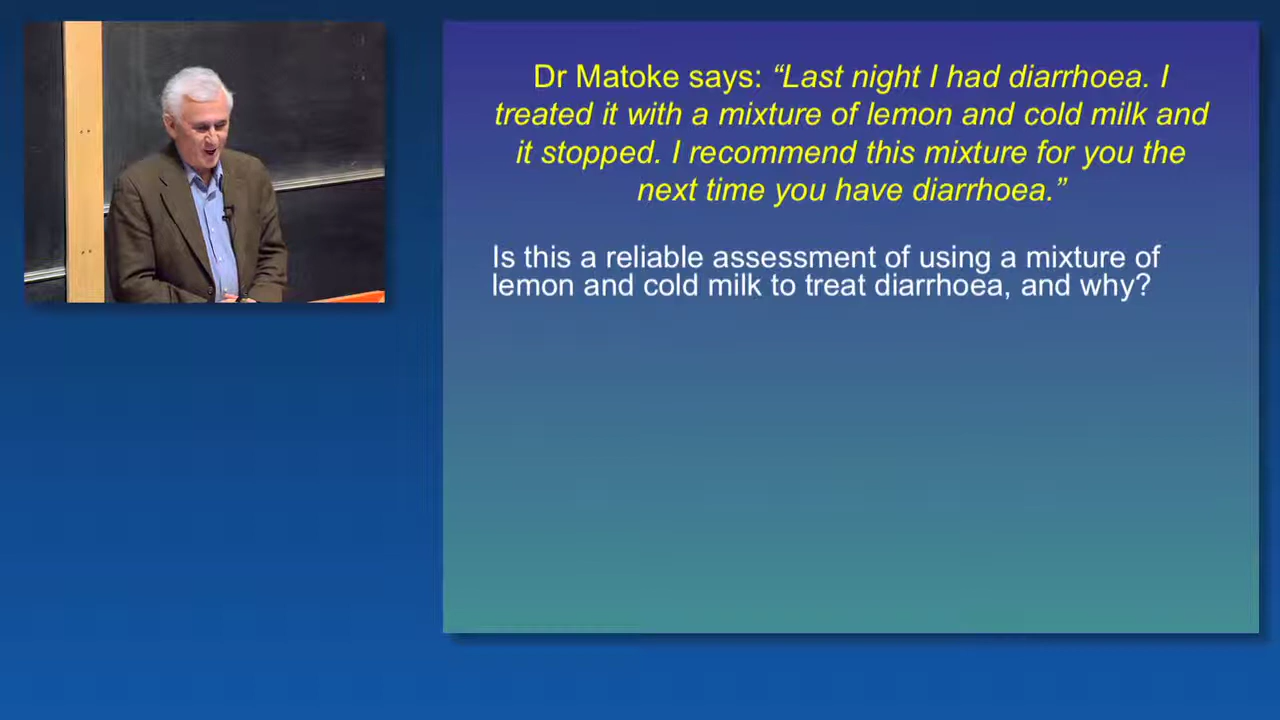 Dr Matoke says: “Last night I had diarrhoea. I
treated it with a mixture of lemon and cold milk and
it stopped. I recommend this mixture for you the
next time you have diarrhoea.”
Is this a reliable assessment of using a mixture of
lemon and cold milk to treat diarrhoea, and why?